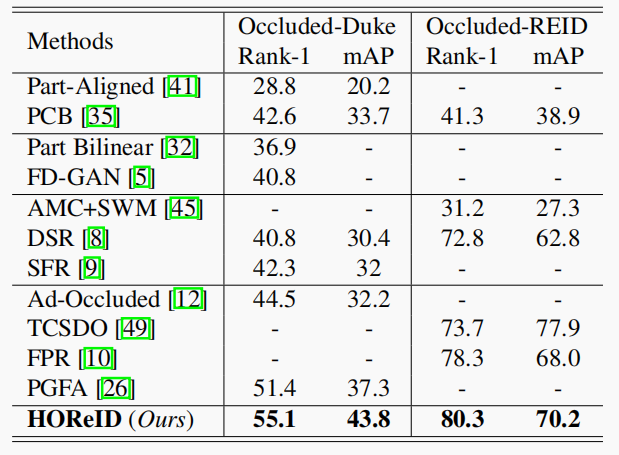 Methods Occluded-Duke Occluded-REID
Rank-1 mAP Rank-1 mAP
Part-Aligned [41] 28.8 20.2 - -
PCB [35] 42.6 33.7 41.3 38.9
Part Bilinear [32] 36.9 - - -
FD-GAN [5] 40.8 - - -
AMC+SWM [45] - - 31.2 27.3
DSR [8] 40.8 30.4 72.8 62.8
SFR [9] 42.3 32 - -
Ad-Occluded [12] 44.5 32.2 - -
TCSDO [49] - - 73.7 77.9
FPR [10] - - 78.3 68.0
PGFA [26] 51.4 37.3 - -
HOReID (Ours) 55.1 43.8 80.3 70.2